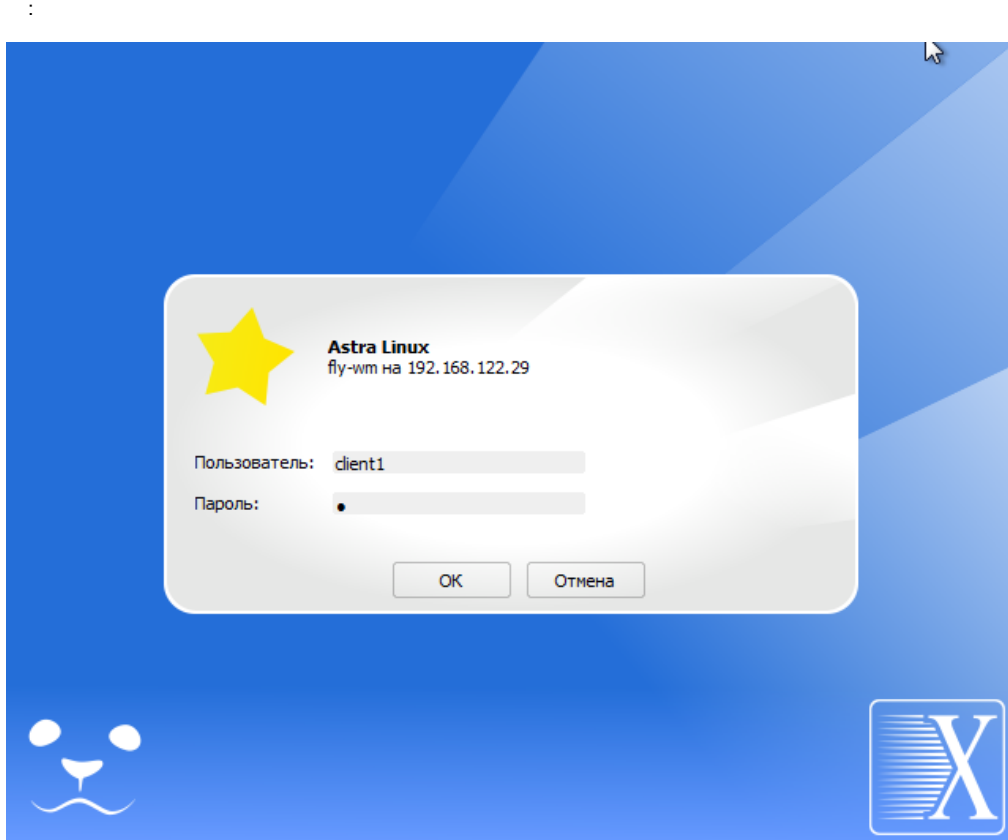 :
Astra Linux
fly-wm на 192.168.122.29
Пользователь: client1
Пароль: ●
OK Отмена
X